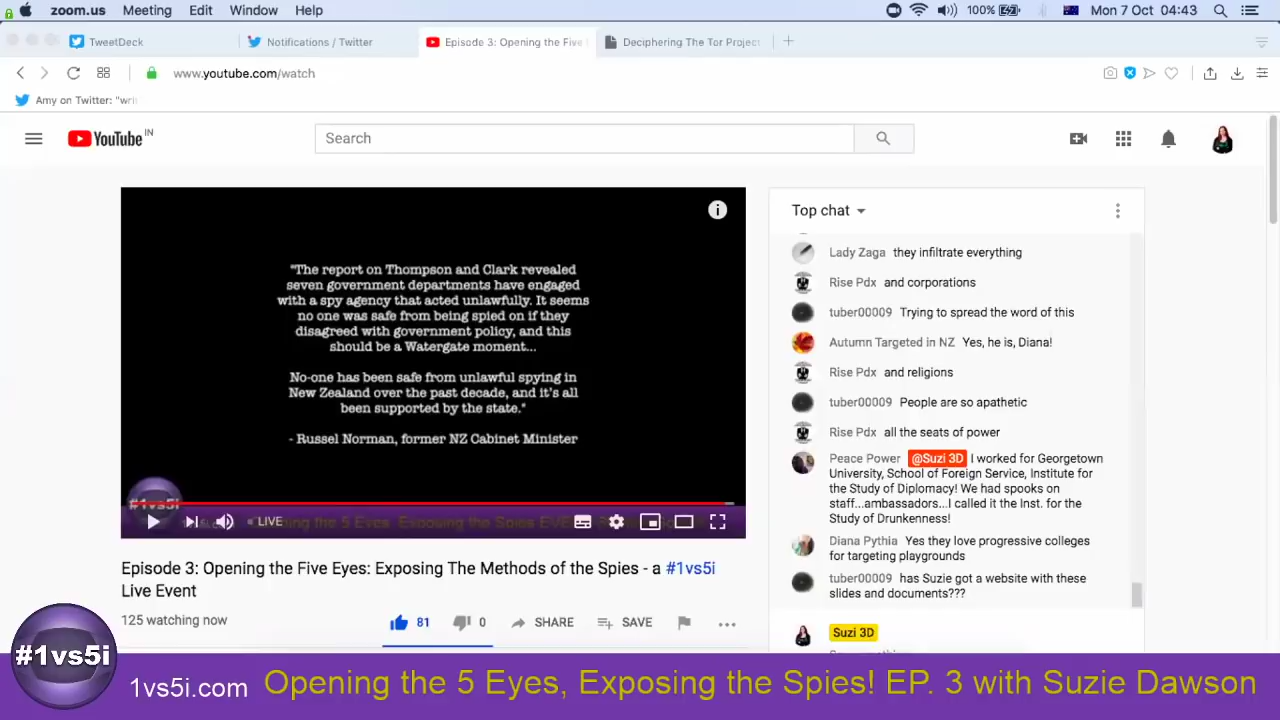 zoom.us Meeting Edit Window Help 100% Mon 7 Oct 04:43
TweetDeck Notifications / Twitter Episode 3: Opening the Five Deciphering The Tor Project
www.youtube.com/watch
Amy on Twitter: "wri
YouTube IN
Search
"The report on Thompson and Clark revealed
seven government departments have engaged
with a spy agency that acted unlawfully. It seems
no one was safe from being spied on if they
disagreed with government policy, and this
should be a Watergate moment...
No-one has been safe from unlawful spying in
New Zealand over the past decade, and it's all
been supported by the state."
- Russel Norman, former NZ Cabinet Minister
#1vs5i
LIVE
Episode 3: Opening the Five Eyes: Exposing The Methods of the Spies - a #1vs5i
Live Event
125 watching now
81 0 SHARE SAVE
Top chat
Lady Zaga they infiltrate everything
Rise Pdx and corporations
tuber00009 Trying to spread the word of this
Autumn Targeted in NZ Yes, he is, Diana!
Rise Pdx and religions
tuber00009 People are so apathetic
Rise Pdx all the seats of power
Peace Power @Suzi 3D I worked for Georgetown
University, School of Foreign Service, Institute for
the Study of Diplomacy! We had spooks on
staff...ambassadors...I called it the Inst. for the
Study of Drunkenness!
Diana Pythia Yes they love progressive colleges
for targeting playgrounds
tuber00009 has Suzie got a website with these
slides and documents???
Suzi 3D
#1vs5i
1vs5i.com Opening the 5 Eyes, Exposing the Spies! EP. 3 with Suzie Dawson